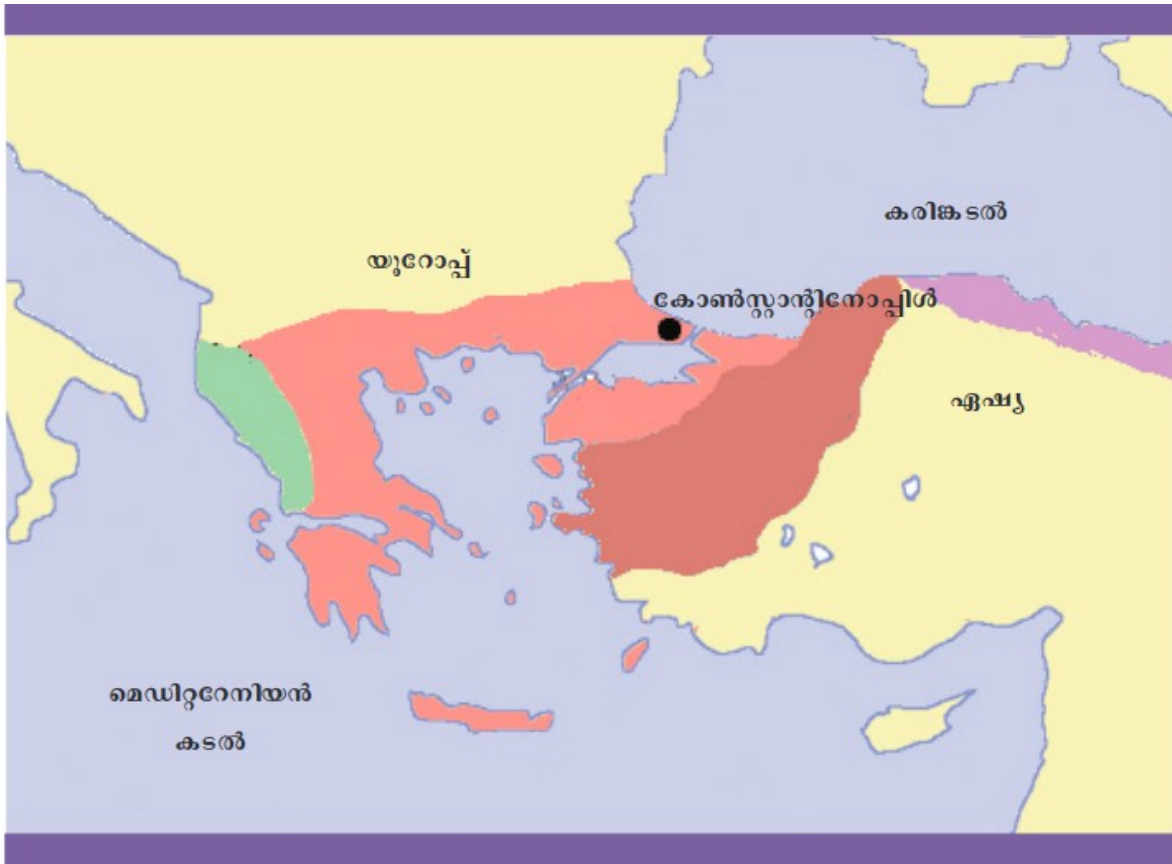 കരിങ്കടൽ
യൂറോപ്പ്
കോൺസ്റ്റാന്റിനോപ്പിൾ
ഏഷ്യ
മെഡിറ്ററേനിയൻ
കടൽ